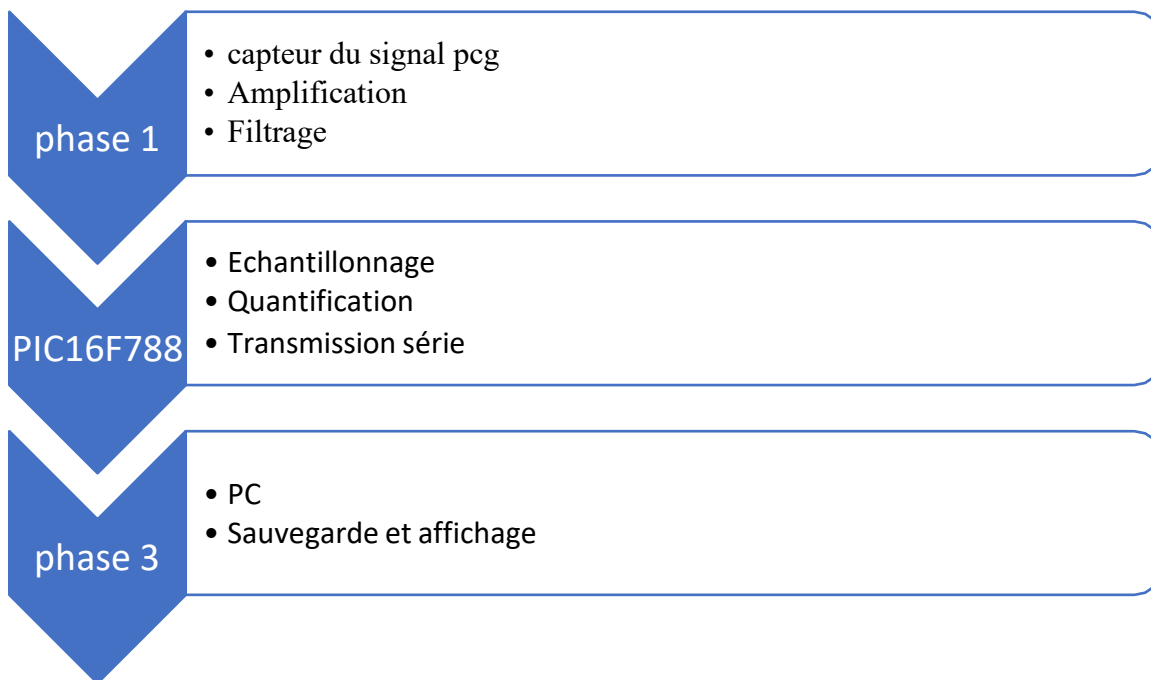 phase 1
• capteur du signal pcg
• Amplification
• Filtrage
PIC16F788
• Echantillonnage
• Quantification
• Transmission série
phase 3
• PC
• Sauvegarde et affichage